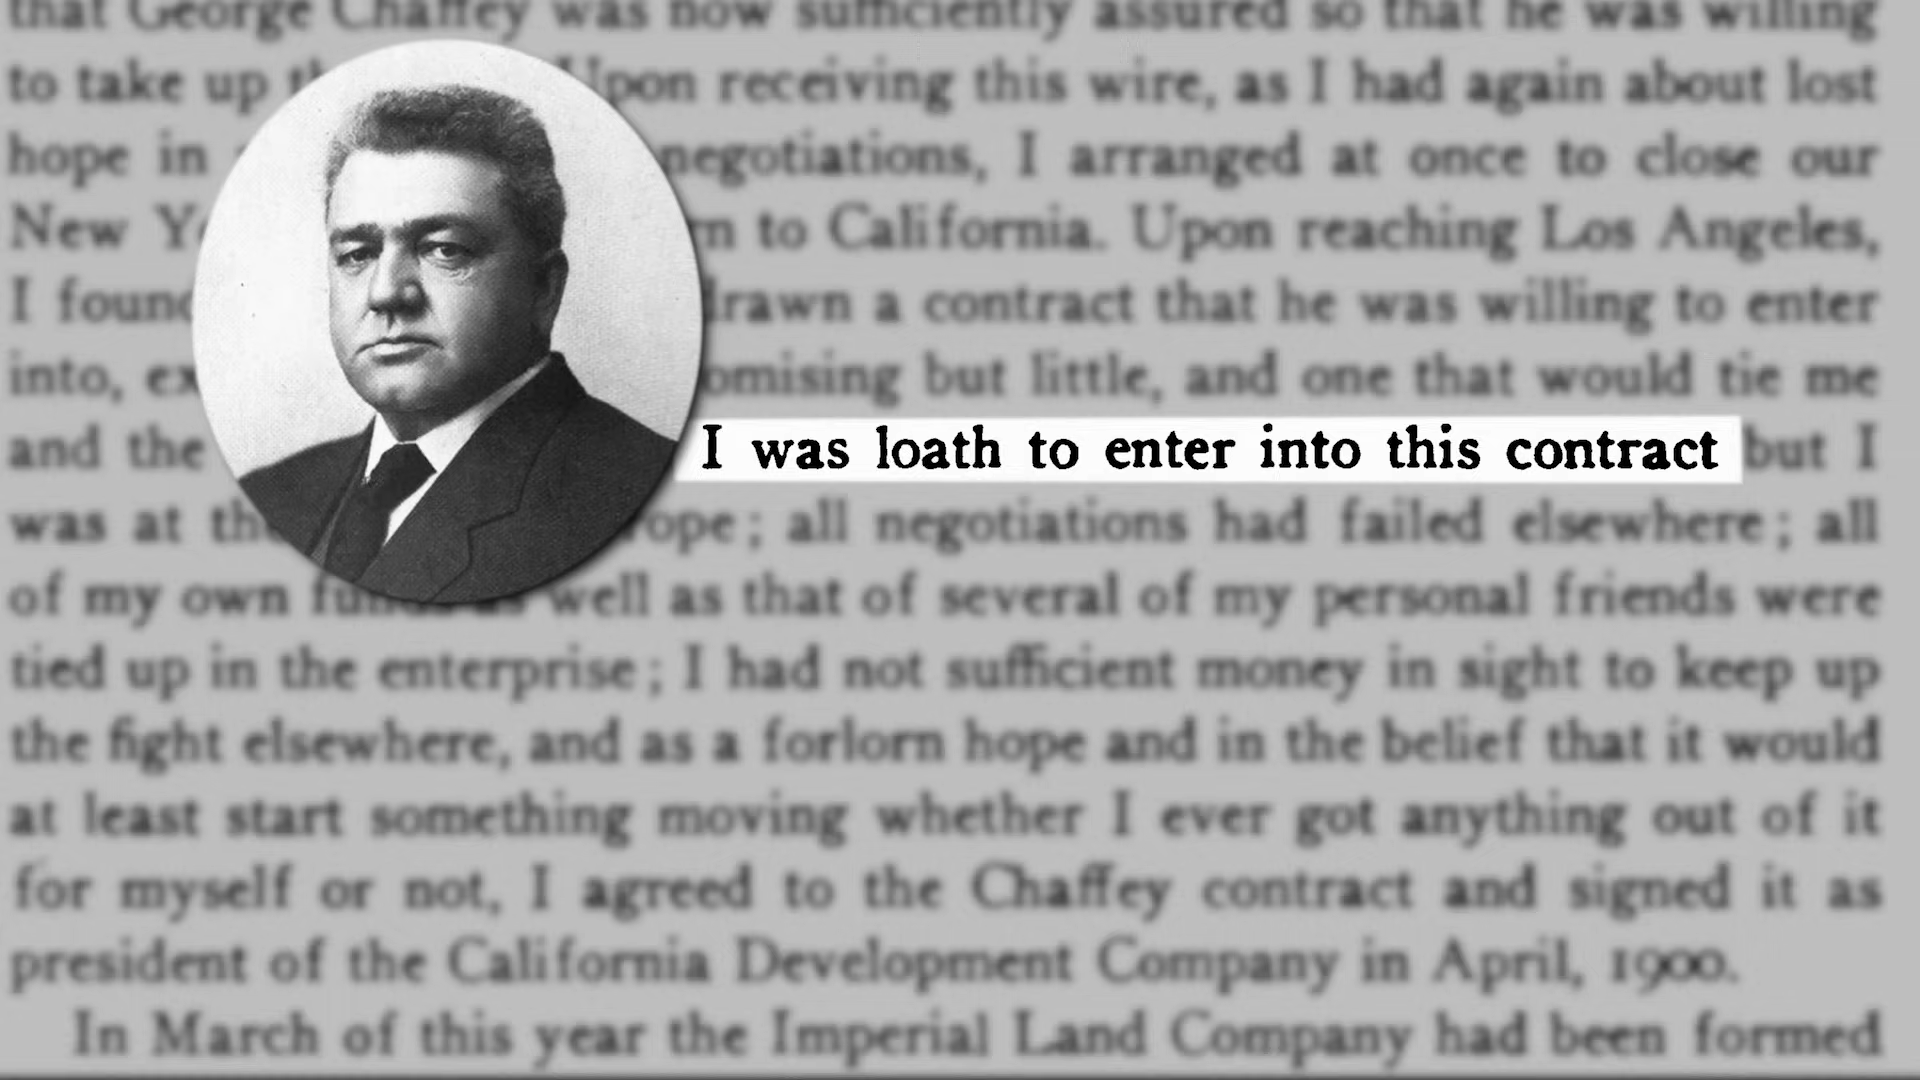 that George Chaffey was now sufficiently assured so that he was willing
to take up Upon receiving this wire, as I had again about lost
hope in negotiations, I arranged at once to close our
New to California. Upon reaching Los Angeles,
I a contract that he was willing to enter
into, but little, and one that would tie me
and the I was loath to enter into this contract but I
was at all negotiations had failed elsewhere; all
of my own well as that of several of my personal friends were
tied up in the enterprise; I had not sufficient money in sight to keep up
the fight elsewhere, and as a forlorn hope and in the belief that it would
at least start something moving whether I ever got anything out of it
for myself or not, I agreed to the Chaffey contract and signed it as
president of the California Development Company in April, 1900.
In March of this year the Imperial Land Company had been formed